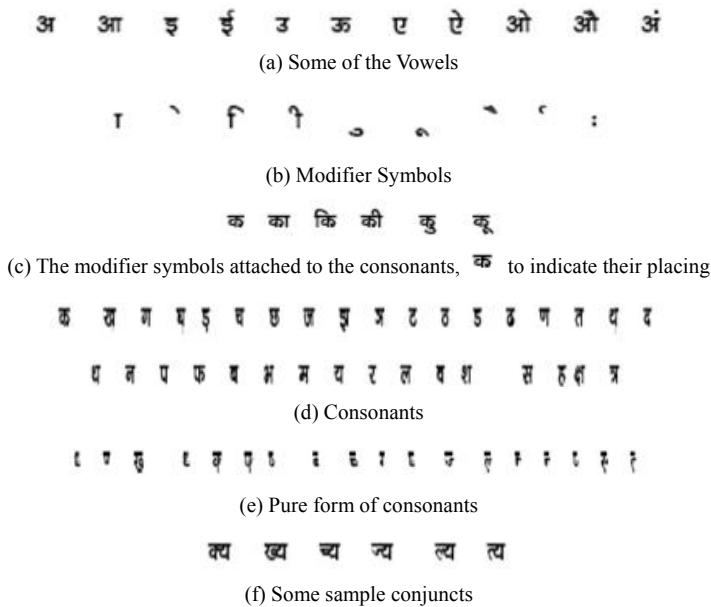 अ आ इ ई उ ऊ ए ऐ ओ औ अं
(a) Some of the Vowels
ा े ि ी ु ू ै र् ः
(b) Modifier Symbols
क का कि की कु कू
(c) The modifier symbols attached to the consonants, क to indicate their placing
क ख ग घ ड़ च छ ज झ ञ ट ठ ड ढ ण त थ द
ध न प फ ब भ म य र ल व श स ह क्ष त्र
(d) Consonants
(e) Pure form of consonants
क्य ख्य च्य ज्य ल्य त्य
(f) Some sample conjuncts